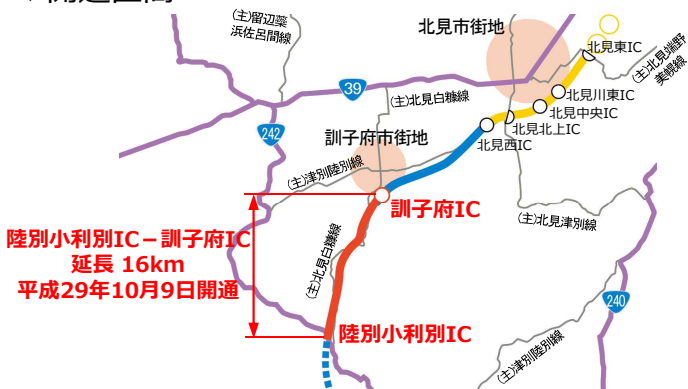 (主)留辺蘂
浜佐呂間線
北見市街地
北見東IC
(主)北見端野
美幌線
39
(主)北見白糠線
北見川東IC
北見中央IC
北見北上IC
北見西IC
242
訓子府市街地
(主)津別陸別線
訓子府IC
(主)北見津別線
陸別小利別IC－訓子府IC
延長 16km
平成29年10月9日開通
(主)北見白糠線
240
陸別小利別IC
(主)津別陸別線